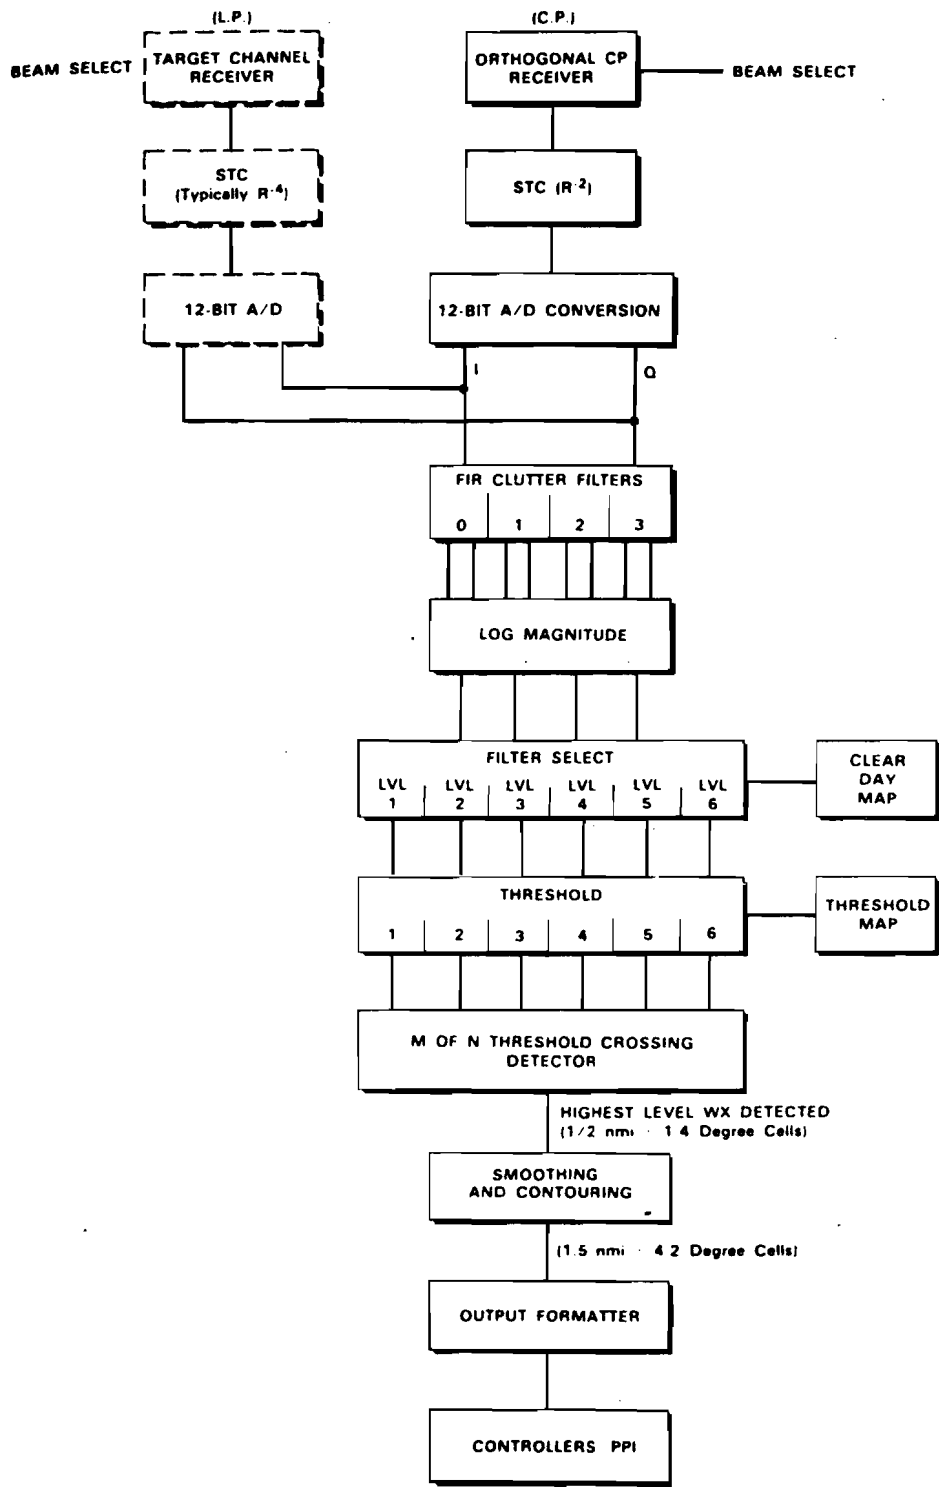 (L.P.)
(C.P.)
BEAM SELECT
TARGET CHANNEL
RECEIVER
ORTHOGONAL CP
RECEIVER
BEAM SELECT
STC
(Typically R-4)
STC (R-2)
12-BIT A/D
12-BIT A/D CONVERSION
I
Q
FIR CLUTTER FILTERS
0 1 2 3
LOG MAGNITUDE
FILTER SELECT
LVL LVL LVL LVL LVL LVL
1 2 3 4 5 6
CLEAR
DAY
MAP
THRESHOLD
1 2 3 4 5 6
THRESHOLD
MAP
M OF N THRESHOLD CROSSING
DETECTOR
HIGHEST LEVEL WX DETECTED
(1/2 nmi · 1.4 Degree Cells)
SMOOTHING
AND CONTOURING
(1.5 nmi · 4.2 Degree Cells)
OUTPUT FORMATTER
CONTROLLERS PPI